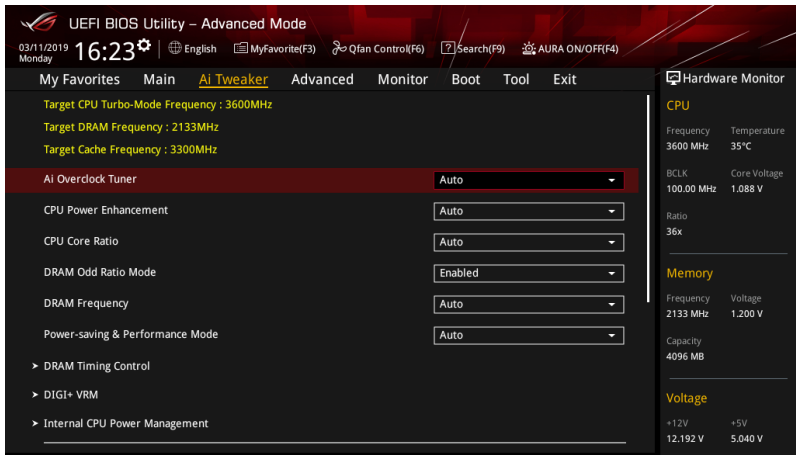 UEFI BIOS Utility – Advanced Mode
03/11/2019 Monday 16:23 English MyFavorite(F3) Qfan Control(F6) ? Search(F9) AURA ON/OFF(F4)
My Favorites Main Ai Tweaker Advanced Monitor Boot Tool Exit
Target CPU Turbo-Mode Frequency : 3600MHz
Target DRAM Frequency : 2133MHz
Target Cache Frequency : 3300MHz
Ai Overclock Tuner Auto
CPU Power Enhancement Auto
CPU Core Ratio Auto
DRAM Odd Ratio Mode Enabled
DRAM Frequency Auto
Power-saving & Performance Mode Auto
> DRAM Timing Control
> DIGI+ VRM
> Internal CPU Power Management
Hardware Monitor
CPU
Frequency Temperature
3600 MHz 35°C
BCLK Core Voltage
100.00 MHz 1.088 V
Ratio
36x
Memory
Frequency Voltage
2133 MHz 1.200 V
Capacity
4096 MB
Voltage
+12V +5V
12.192 V 5.040 V